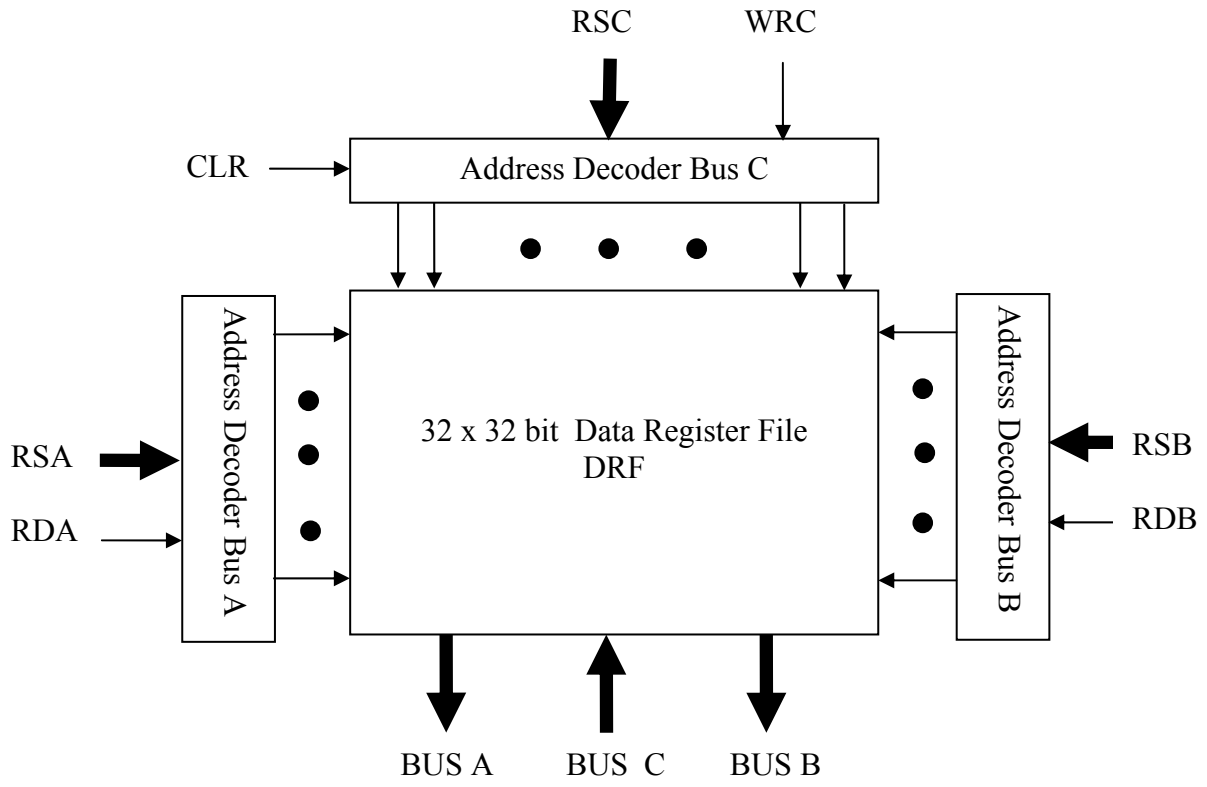 RSC WRC
CLR
Address Decoder Bus C
Address Decoder Bus A
RSA
RDA
32 x 32 bit Data Register File
DRF
Address Decoder Bus B
RSB
RDB
BUS A BUS C BUS B